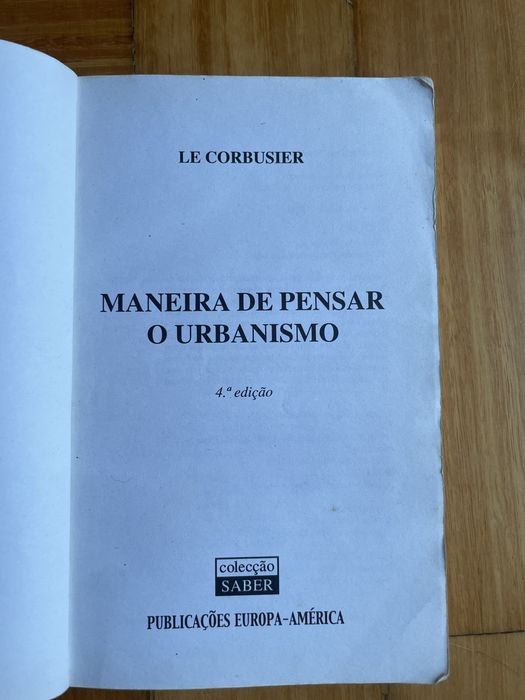 LE CORBUSIER
MANEIRA DE PENSAR
O URBANISMO
4.ª edição
colecção
SABER
PUBLICAÇÕES EUROPA-AMÉRICA